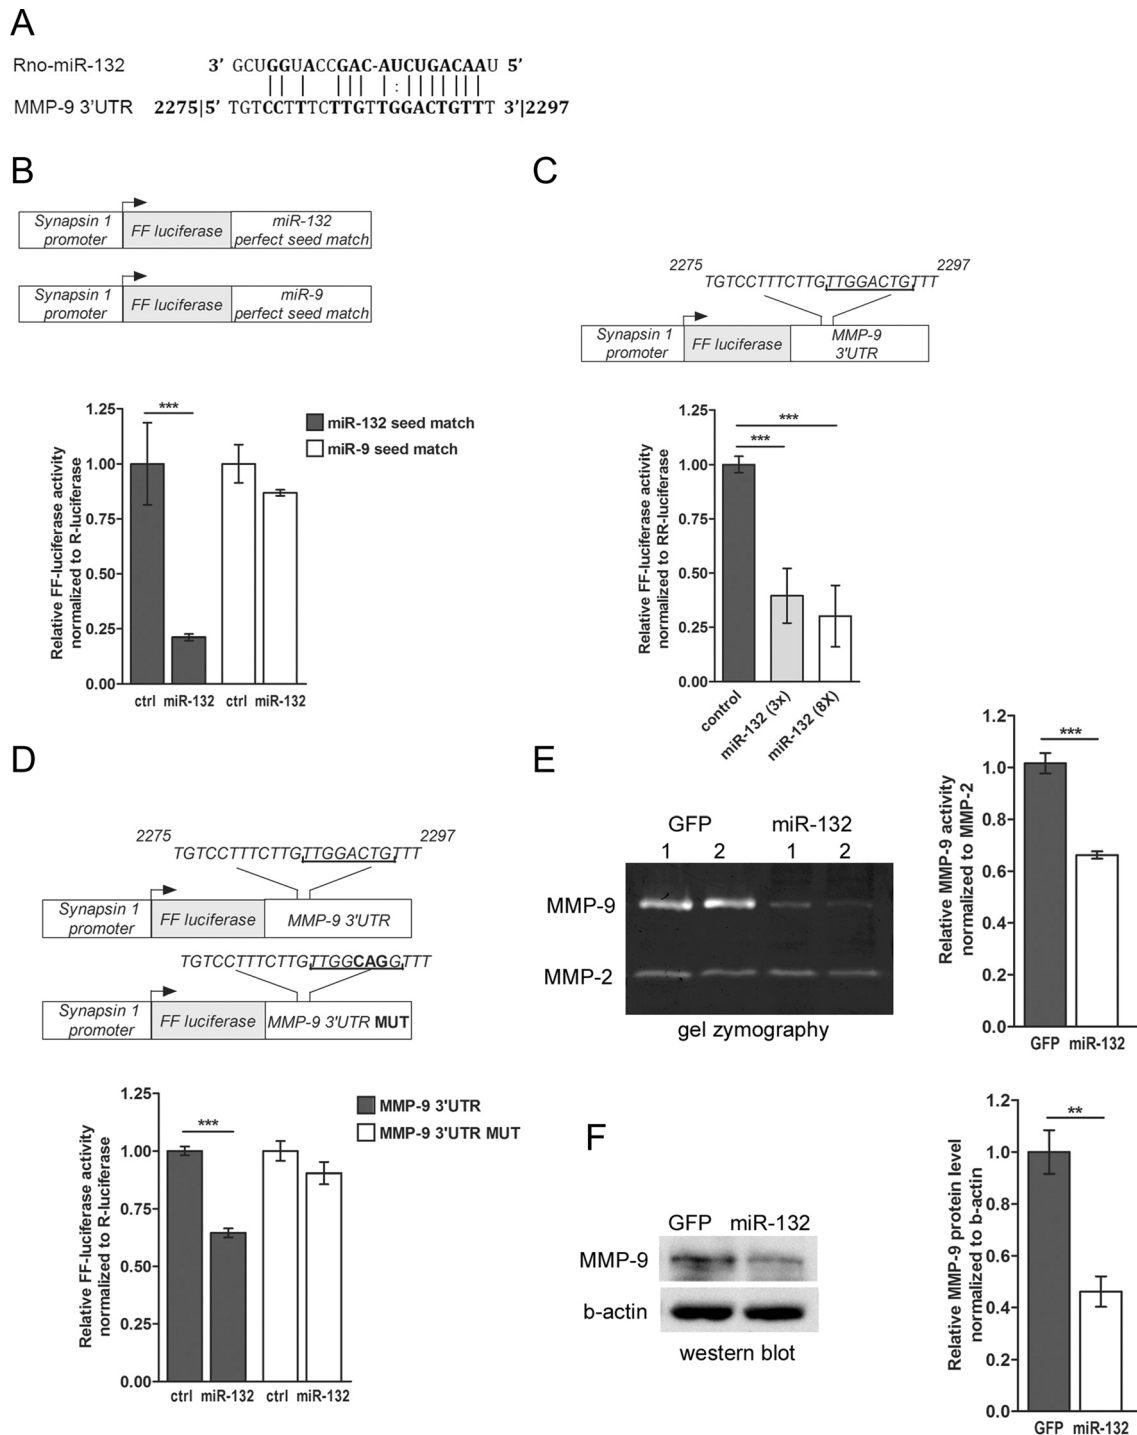 A
Rno-miR-132 3' GCUGGUACCGAC-AUCUGACAAU 5'
MMP-9 3'UTR 2275|5' TGTCCTTTCTTGTTGGACTGTTT 3'|2297
B
Synapsin 1 promoter FF luciferase miR-132 perfect seed match
Synapsin 1 promoter FF luciferase miR-9 perfect seed match
Relative FF-luciferase activity
normalized to R-luciferase
1.25
1.00
0.75
0.50
0.25
0.00
***
ctrl miR-132 ctrl miR-132
miR-132 seed match
miR-9 seed match
C
2275 2297
TGTCCTTTCTTGTTGGACTGTTT
Synapsin 1 promoter FF luciferase MMP-9 3'UTR
Relative FF-luciferase activity
normalized to RR-luciferase
1.25
1.00
0.75
0.50
0.25
0.00
***
***
control
miR-132 (3x)
miR-132 (8X)
D
2275 2297
TGTCCTTTCTTGTTGGACTGTTT
Synapsin 1 promoter FF luciferase MMP-9 3'UTR
TGTCCTTTCTTGTTGGCAGGTTT
Synapsin 1 promoter FF luciferase MMP-9 3'UTR MUT
Relative FF-luciferase activity
normalized to R-luciferase
1.25
1.00
0.75
0.50
0.25
0.00
***
ctrl miR-132 ctrl miR-132
MMP-9 3'UTR
MMP-9 3'UTR MUT
E
GFP miR-132
1 2 1 2
MMP-9
MMP-2
gel zymography
Relative MMP-9 activity
normalized to MMP-2
1.2
1.0
0.8
0.6
0.4
0.2
0.0
***
GFP miR-132
F
GFP miR-132
MMP-9
b-actin
western blot
Relative MMP-9 protein level
normalized to b-actin
1.2
1.0
0.8
0.6
0.4
0.2
0.0
**
GFP miR-132